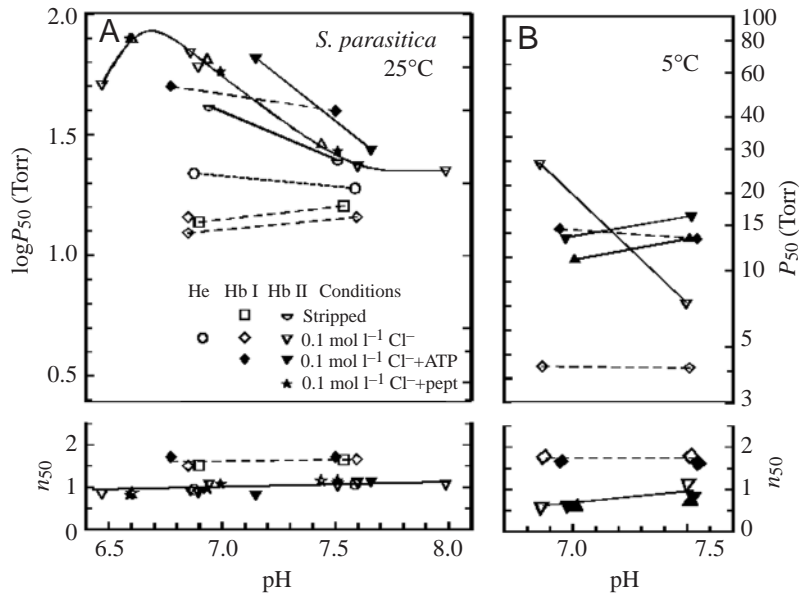 A
S. parasitica
25°C
B
5°C
2.0
1.5
1.0
0.5
logP50 (Torr)
100
80
60
40
30
20
15
10
5
3
P50 (Torr)
He Hb I Hb II Conditions
Stripped
0.1 mol l–1 Cl–
0.1 mol l–1 Cl–+ATP
0.1 mol l–1 Cl–+pept
2
1
0
n50
2
1
0
n50
6.5 7.0 7.5 8.0
pH
7.0 7.5
pH